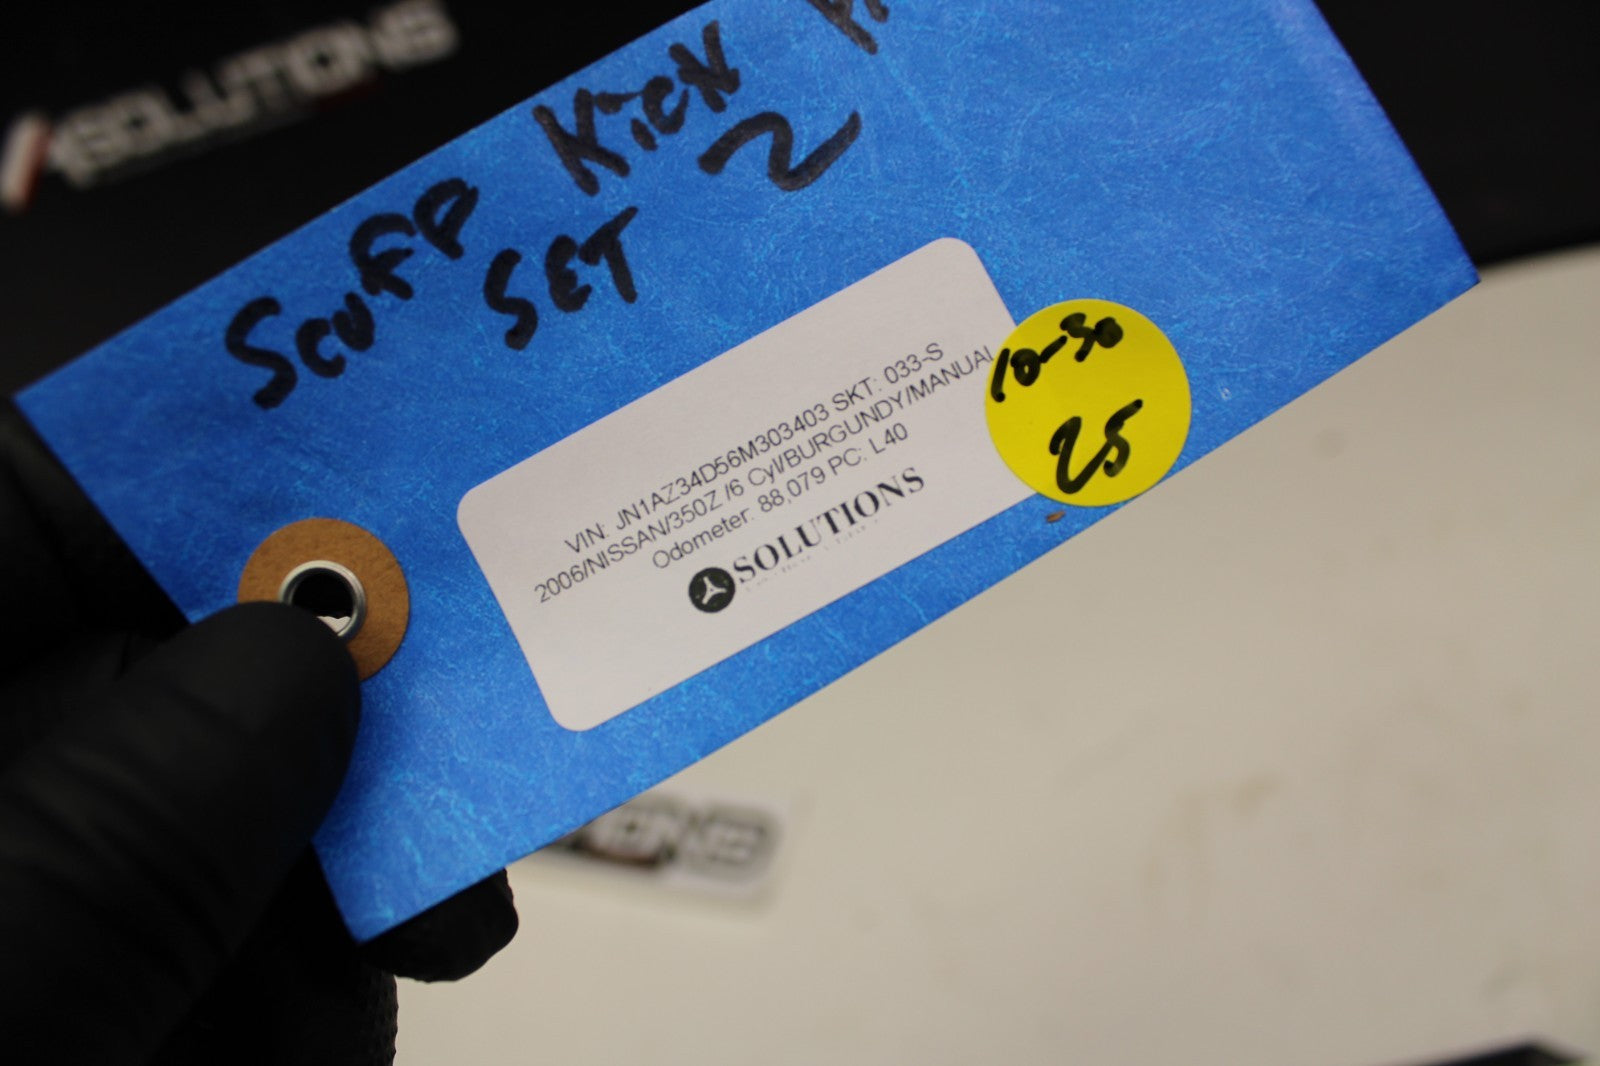 SOLUTIONS
SCUFF KICK
SET 2
VIN: JN1AZ34D56M303403 SKT: 033-S
2006/NISSAN/350Z /6 Cyl/BURGUNDY/MANUAL
Odometer: 88,079 PC: L40
SOLUTIONS
10-30
25